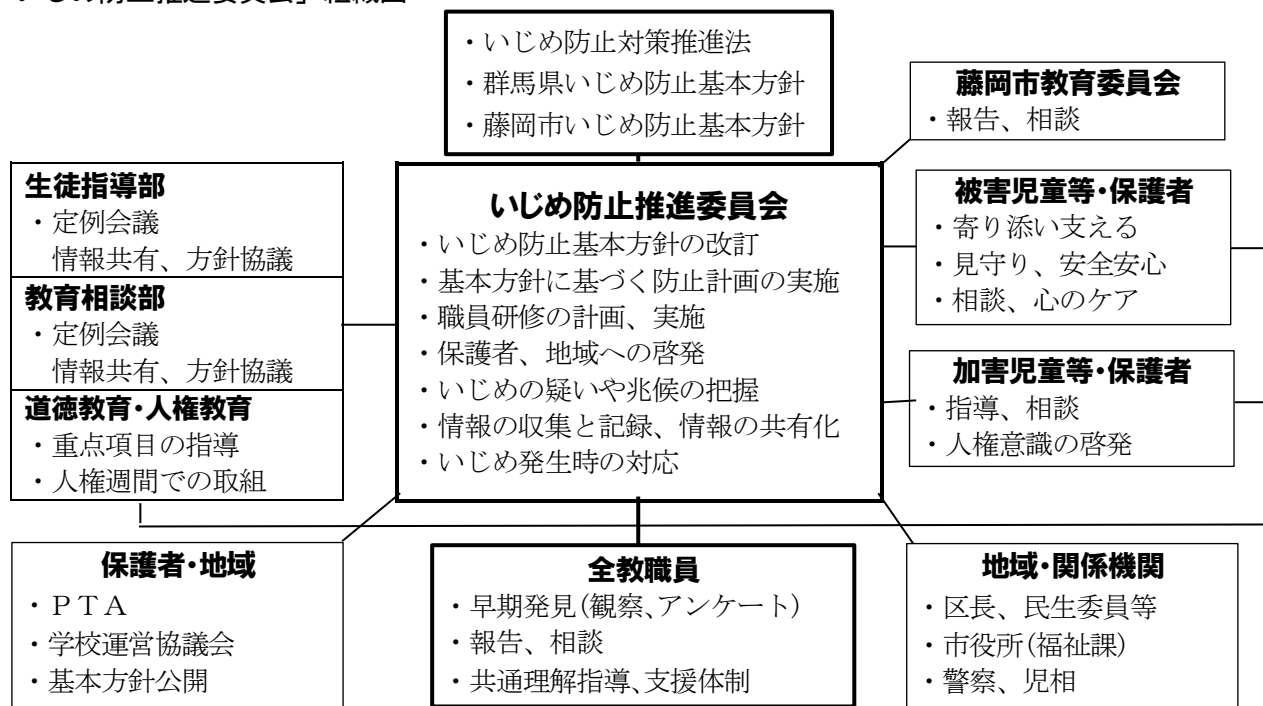 ・いじめ防止対策推進法
・群馬県いじめ防止基本方針
・藤岡市いじめ防止基本方針
藤岡市教育委員会
・報告、相談
生徒指導部
・定例会議
情報共有、方針協議
教育相談部
・定例会議
情報共有、方針協議
道徳教育・人権教育
・重点項目の指導
・人権週間での取組
いじめ防止推進委員会
・いじめ防止基本方針の改訂
・基本方針に基づく防止計画の実施
・職員研修の計画、実施
・保護者、地域への啓発
・いじめの疑いや兆候の把握
・情報の収集と記録、情報の共有化
・いじめ発生時の対応
被害児童等・保護者
・寄り添い支える
・見守り、安全安心
・相談、心のケア
加害児童等・保護者
・指導、相談
・人権意識の啓発
保護者・地域
・ＰＴＡ
・学校運営協議会
・基本方針公開
全教職員
・早期発見(観察、アンケート)
・報告、相談
・共通理解指導、支援体制
地域・関係機関
・区長、民生委員等
・市役所(福祉課)
・警察、児相